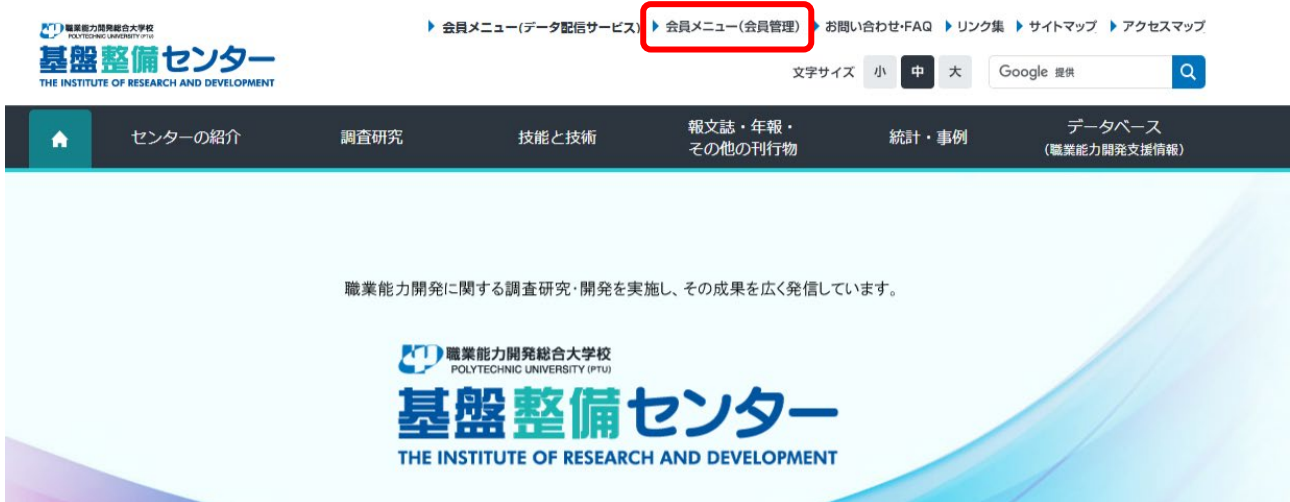 職業能力開発総合大学校
POLYTECHNIC UNIVERSITY (PTU)
基盤整備センター
THE INSTITUTE OF RESEARCH AND DEVELOPMENT
会員メニュー(データ配信サービス)
会員メニュー(会員管理)
お問い合わせ・FAQ
リンク集
サイトマップ
アクセスマップ
文字サイズ 小 中 大
Google 提供
センターの紹介
調査研究
技能と技術
報文誌・年報・
その他の刊行物
統計・事例
データベース
(職業能力開発支援情報)
職業能力開発に関する調査研究・開発を実施し、その成果を広く発信しています。
職業能力開発総合大学校
POLYTECHNIC UNIVERSITY (PTU)
基盤整備センター
THE INSTITUTE OF RESEARCH AND DEVELOPMENT